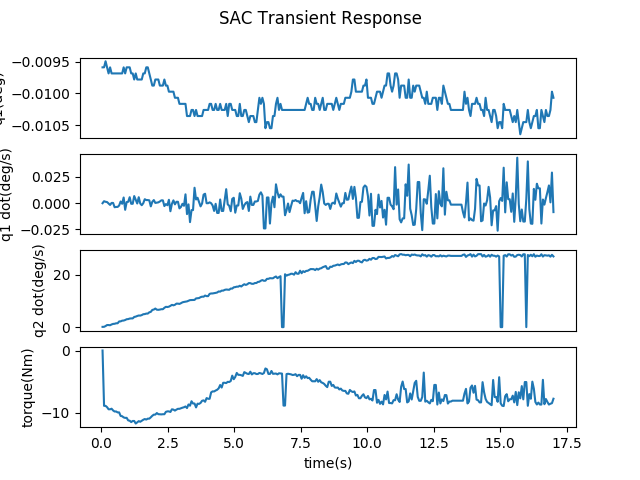 SAC Transient Response
−0.0095
−0.0100
−0.0105
q1(deg)
0.025
0.000
−0.025
q1 dot(deg/s)
20
0
q2 dot(deg/s)
0
−10
torque(Nm)
0.0 2.5 5.0 7.5 10.0 12.5 15.0 17.5
time(s)